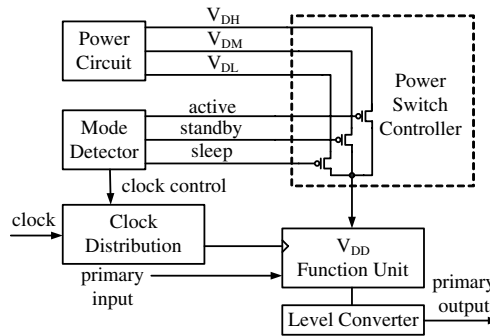 V_DH
Power
Circuit
V_DM
V_DL
Power
Switch
Controller
Mode
Detector
active
standby
sleep
clock control
clock
Clock
Distribution
V_DD
Function Unit
primary
input
primary
output
Level Converter